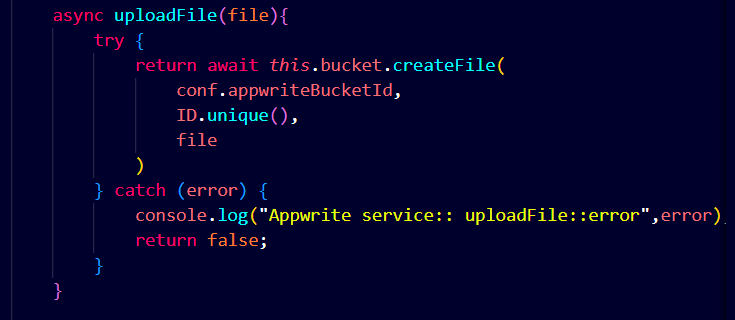 async uploadFile(file){
try {
return await this.bucket.createFile(
conf.appwriteBucketId,
ID.unique(),
file
)
} catch (error) {
console.log("Appwrite service:: uploadFile::error",error)
return false;
}
}